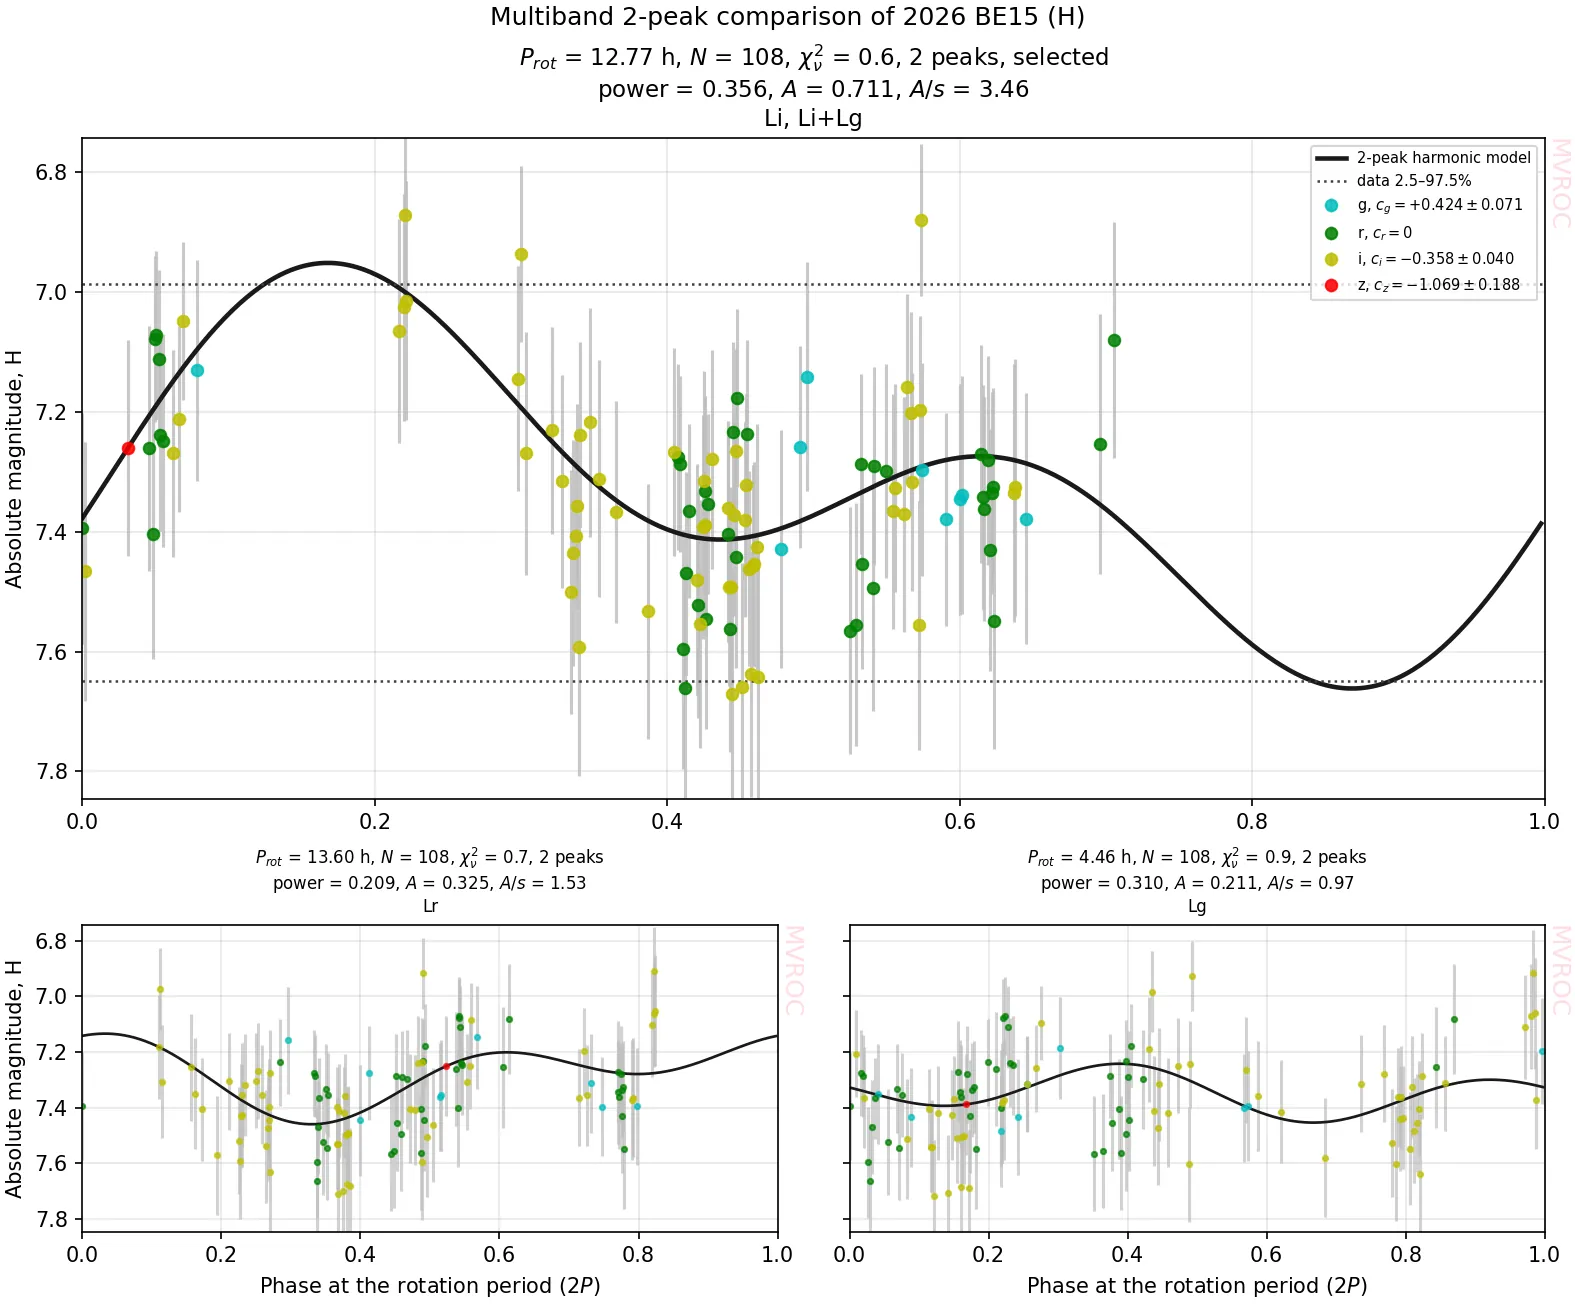 Multiband 2-peak comparison of 2026 BE15 (H)
P_rot = 12.77 h, N = 108, χ²_ν = 0.6, 2 peaks, selected
power = 0.356, A = 0.711, A/s = 3.46
Li, Li+Lg
2-peak harmonic model
data 2.5–97.5%
g, c_g = +0.424 ± 0.071
r, c_r = 0
i, c_i = −0.358 ± 0.040
z, c_z = −1.069 ± 0.188
MVROC
Absolute magnitude, H
6.8
7.0
7.2
7.4
7.6
7.8
0.0 0.2 0.4 0.6 0.8 1.0
P_rot = 13.60 h, N = 108, χ²_ν = 0.7, 2 peaks
power = 0.209, A = 0.325, A/s = 1.53
Lr
MVROC
Absolute magnitude, H
6.8
7.0
7.2
7.4
7.6
7.8
0.0 0.2 0.4 0.6 0.8 1.0
Phase at the rotation period (2P)
P_rot = 4.46 h, N = 108, χ²_ν = 0.9, 2 peaks
power = 0.310, A = 0.211, A/s = 0.97
Lg
MVROC
0.0 0.2 0.4 0.6 0.8 1.0
Phase at the rotation period (2P)